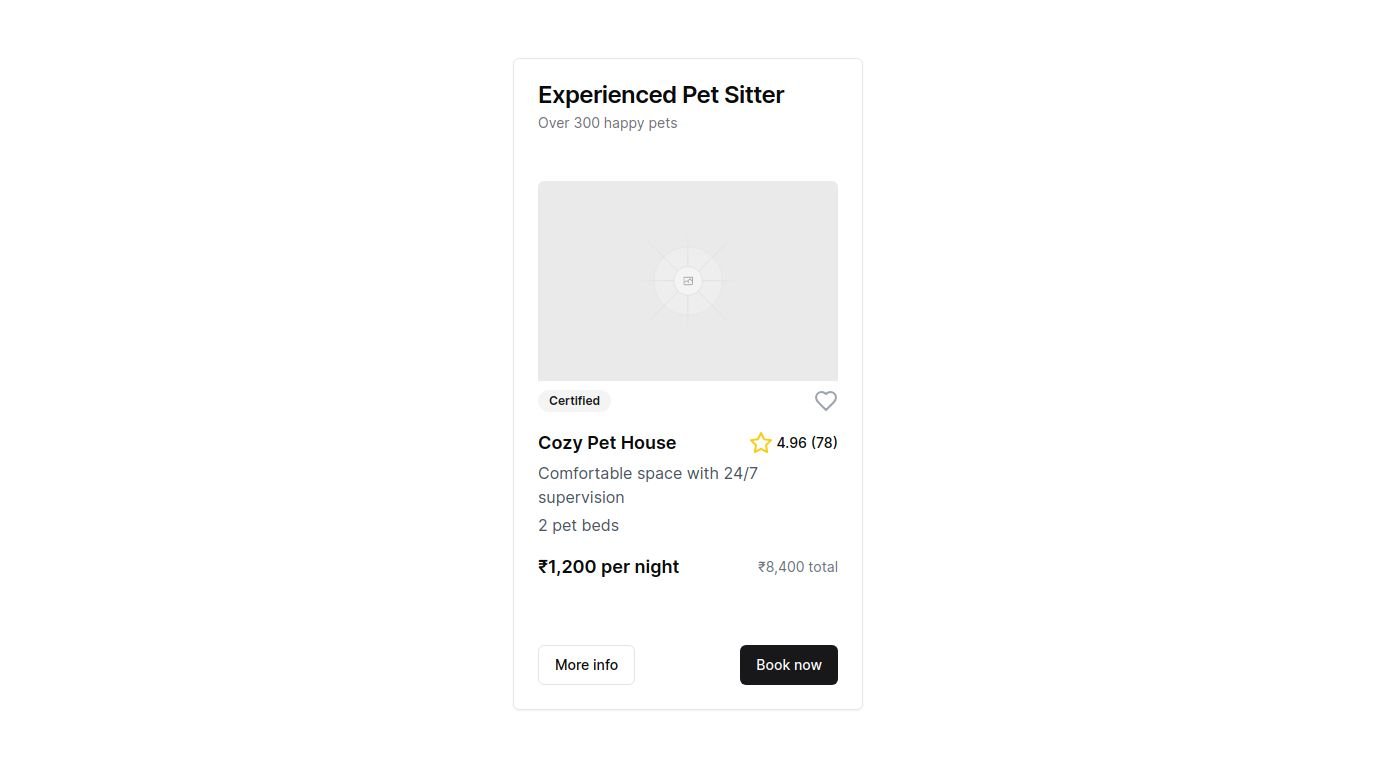 Experienced Pet Sitter
Over 300 happy pets
Certified
Cozy Pet House
4.96 (78)
Comfortable space with 24/7
supervision
2 pet beds
₹1,200 per night
₹8,400 total
More info
Book now